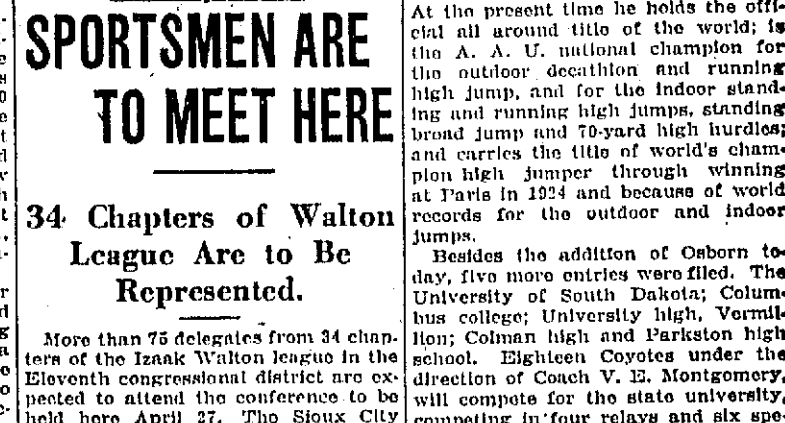 SPORTSMEN ARE
TO MEET HERE
34 Chapters of Walton
League Are to Be
Represented.
More than 75 delegates from 34 chap-
ters of the Izaak Walton league in the
Eleventh congressional district are ex-
pected to attend the conference to be
held here April 27. The Sioux City
At the present time he holds the offi-
cial all around title of the world; is
the A. A. U. national champion for
the outdoor decathlon and running
high jump, and for the indoor stand-
ing and running high jumps, standing
broad jump and 70-yard high hurdles;
and carries the title of world's cham-
pion high jumper through winning
at Paris in 1924 and because of world
records for the outdoor and indoor
jumps.
Besides the addition of Osborn to-
day, five more entries were filed. The
University of South Dakota; Colum-
bus college; University high, Vermil-
lion; Colman high and Parkston high
school. Eighteen Coyotes under the
direction of Coach V. E. Montgomery,
will compete for the state university,
competing in four relays and six spe-